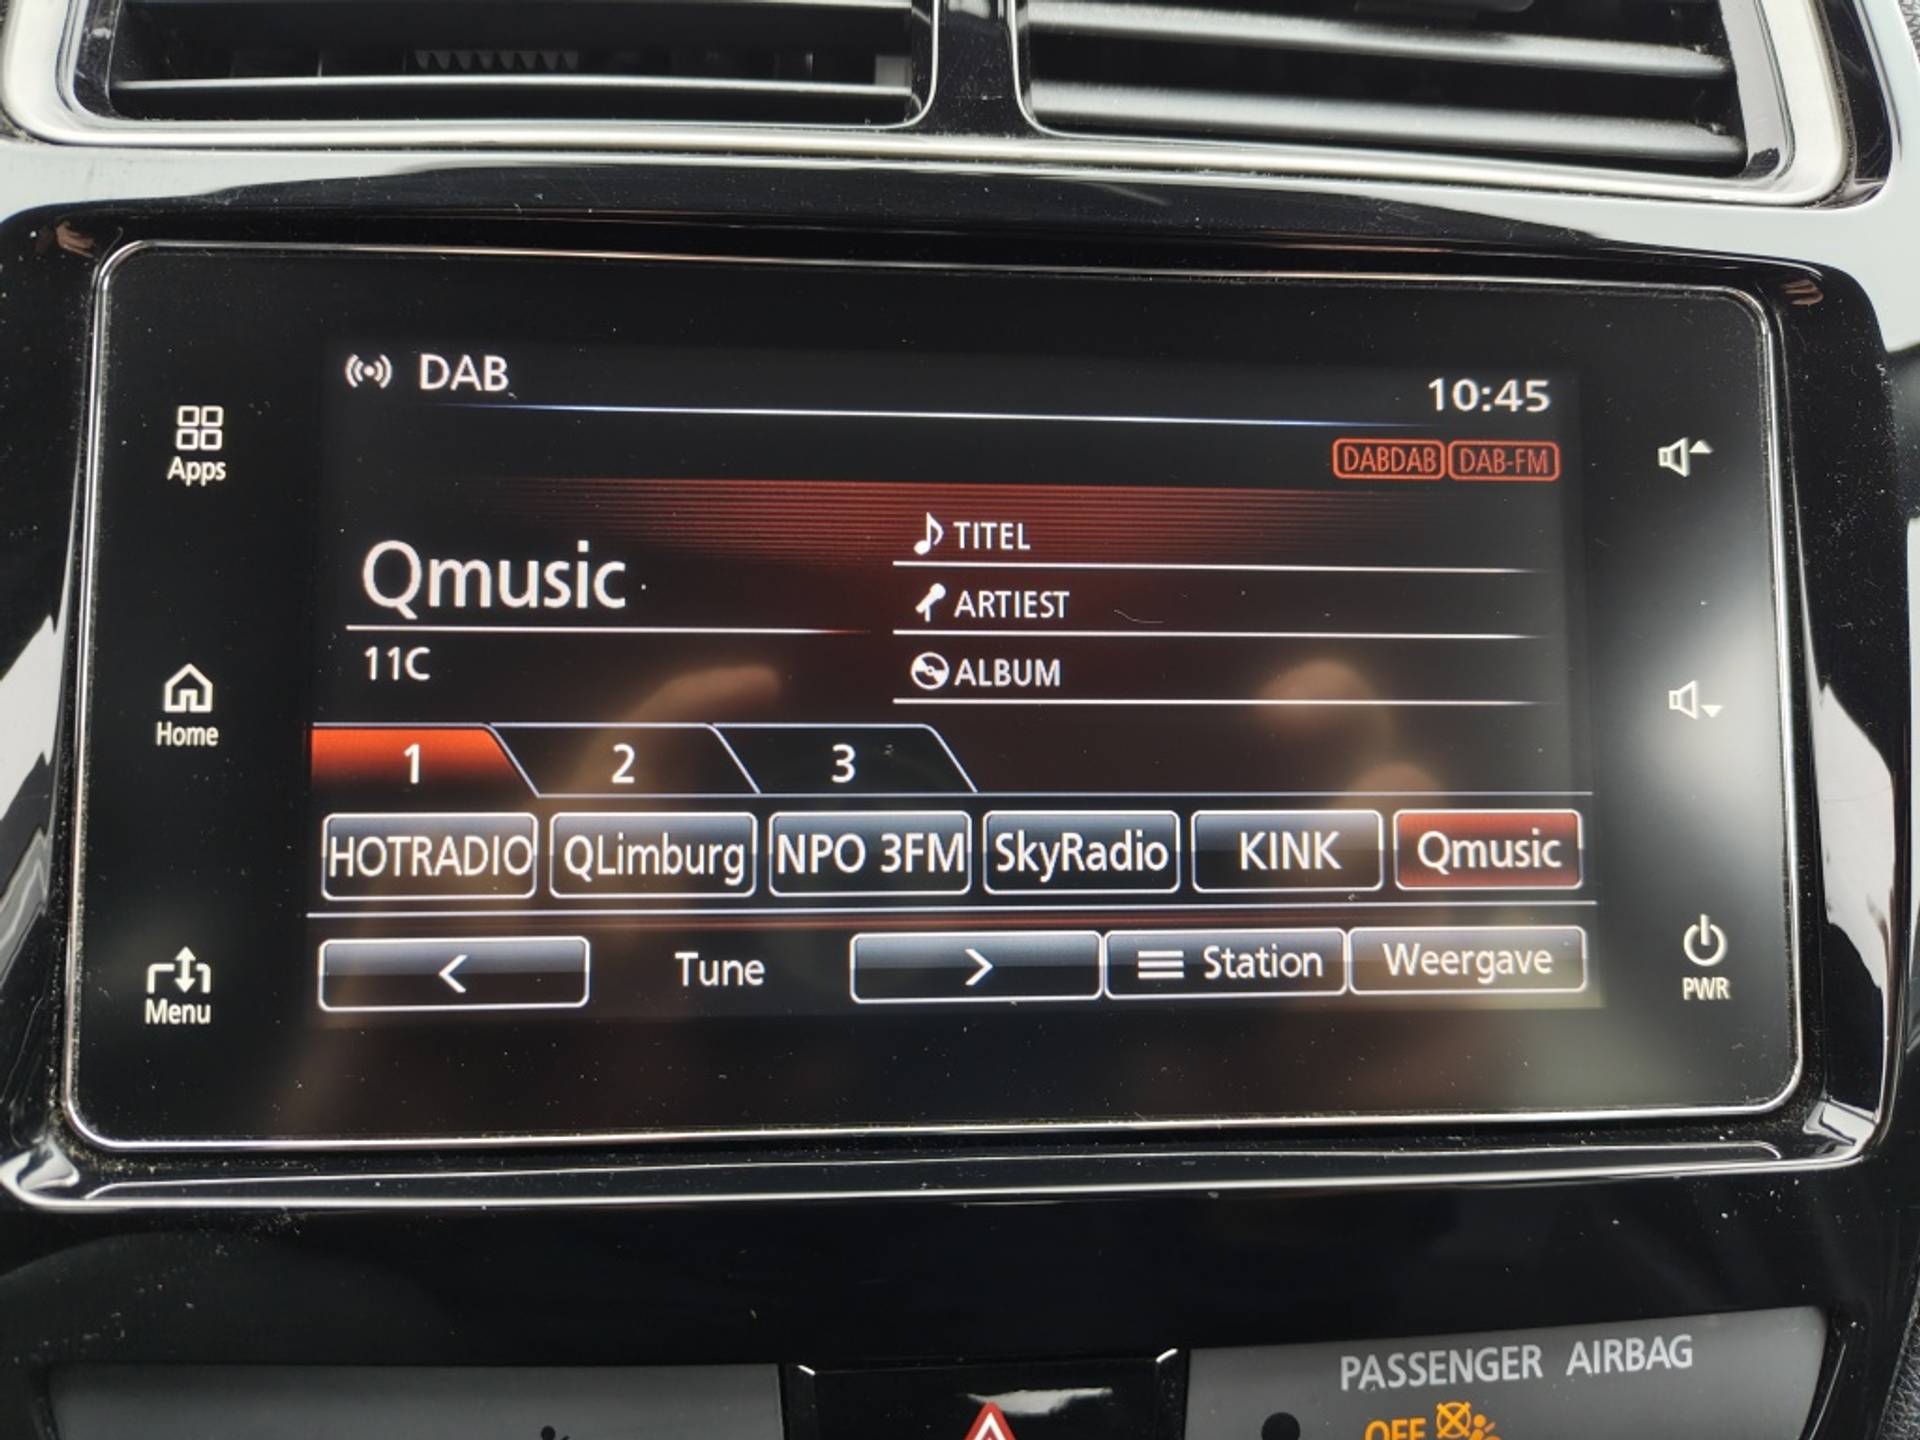 DAB
10:45
Apps
DABDAB DAB-FM
TITEL
Qmusic
ARTIEST
11C
ALBUM
Home
1 2 3
HOTRADIO QLimburg NPO 3FM SkyRadio KINK Qmusic
< Tune > Station Weergave
Menu
PWR
PASSENGER AIRBAG
OFF